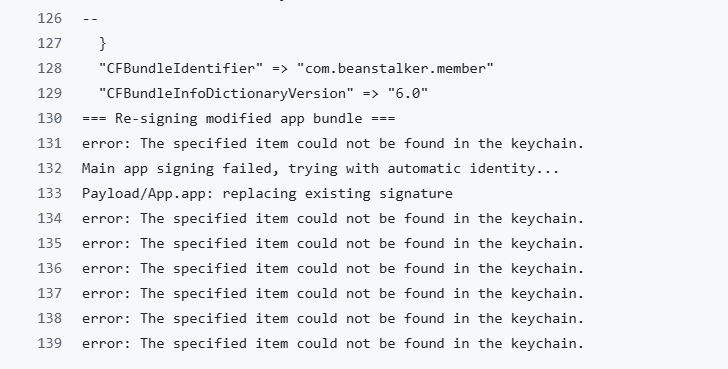 126 --
127 }
128 "CFBundleIdentifier" => "com.beanstalker.member"
129 "CFBundleInfoDictionaryVersion" => "6.0"
130 === Re-signing modified app bundle ===
131 error: The specified item could not be found in the keychain.
132 Main app signing failed, trying with automatic identity...
133 Payload/App.app: replacing existing signature
134 error: The specified item could not be found in the keychain.
135 error: The specified item could not be found in the keychain.
136 error: The specified item could not be found in the keychain.
137 error: The specified item could not be found in the keychain.
138 error: The specified item could not be found in the keychain.
139 error: The specified item could not be found in the keychain.